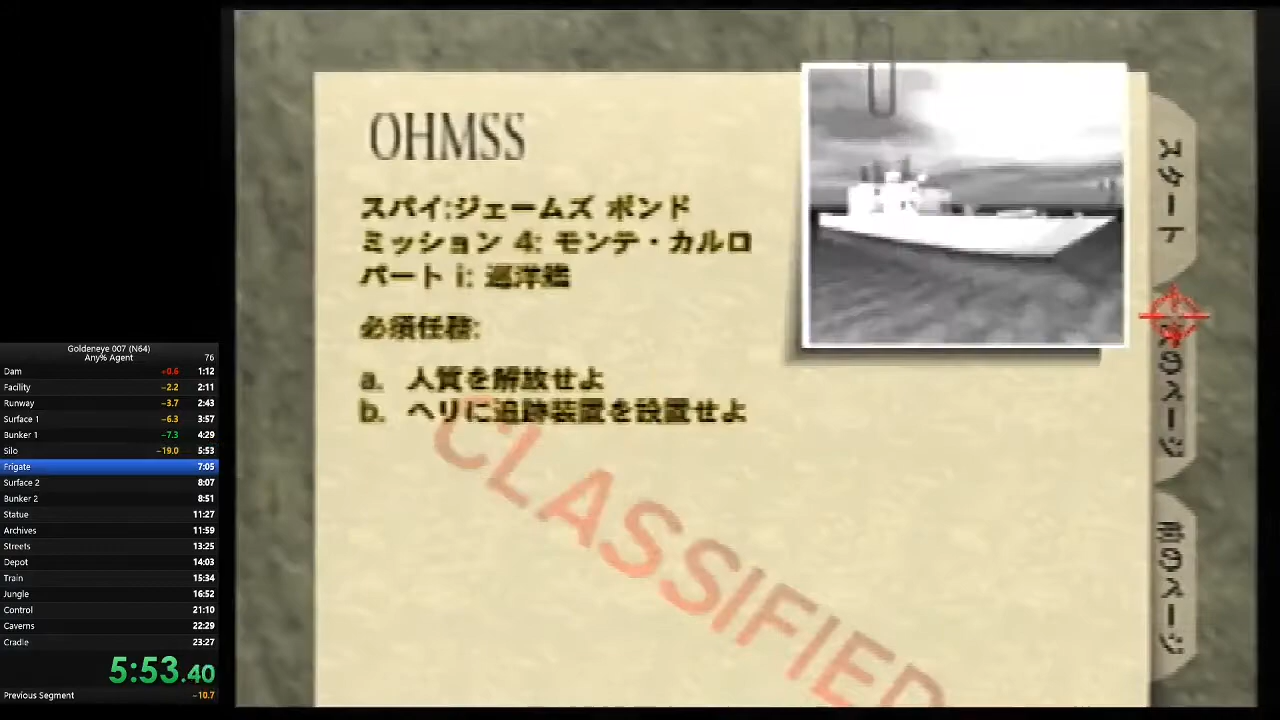 OHMSS
スパイ:ジェームズ ボンド
ミッション 4: モンテ・カルロ
パート i: 巡洋艦
必須任務:
a. 人質を解放せよ
b. ヘリに追跡装置を設置せよ
CLASSIFIED
スタート
次のページ
前のページ
Goldeneye 007 (N64)
Any% Agent 76
Dam +0.6 1:12
Facility −2.2 2:11
Runway −3.7 2:43
Surface 1 −6.3 3:57
Bunker 1 −7.3 4:29
Silo −19.0 5:53
Frigate 7:05
Surface 2 8:07
Bunker 2 8:51
Statue 11:27
Archives 11:59
Streets 13:25
Depot 14:03
Train 15:34
Jungle 16:52
Control 21:10
Caverns 22:29
Cradle 23:27
5:53.40
Previous Segment −10.7